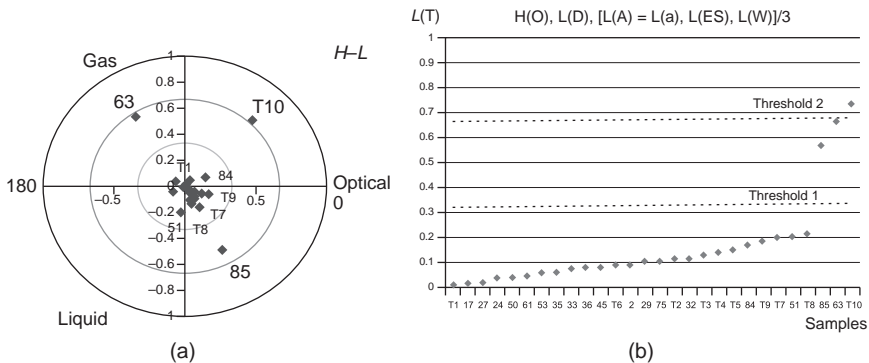 H–L
Gas
Liquid
180
Optical
0
1
0.8
0.6
0.4
0.2
0
–0.2
–0.4
–0.6
–0.8
1
–0.5
0.5
63
T10
T1
84
T9
T7
51
T8
85
(a)
L(T)
H(O), L(D), [L(A) = L(a), L(ES), L(W)]/3
1
0.9
0.8
0.7
0.6
0.5
0.4
0.3
0.2
0.1
0
Threshold 2
Threshold 1
T1 17 27 24 50 61 53 35 33 36 45 T6 2 29 75 T2 32 T3 T4 T5 84 T9 T7 51 T8 85 63 T10
Samples
(b)